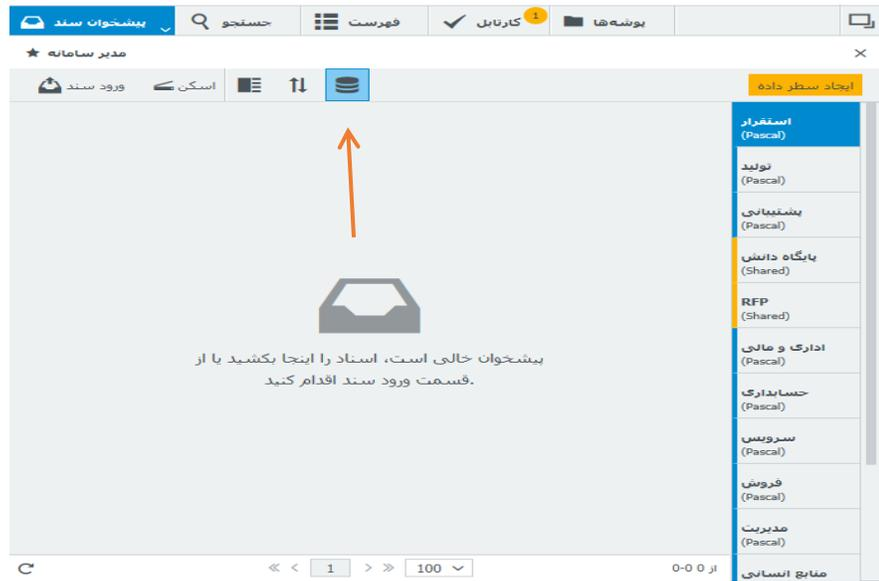 پیشخوان سند
جستجو
فهرست
کارتابل
1
پوشه‌ها
مدیر سامانه
ورود سند
اسکن
ایجاد سطر داده
استقرار
(Pascal)
تولید
(Pascal)
پشتیبانی
(Pascal)
پایگاه دانش
(Shared)
RFP
(Shared)
اداری و مالی
(Pascal)
حسابداری
(Pascal)
سرویس
(Pascal)
فروش
(Pascal)
مدیریت
(Pascal)
منابع انسانی
پیشخوان خالی است، اسناد را اینجا بکشید یا از
قسمت ورود سند اقدام کنید.
1
100
0-0 از 0